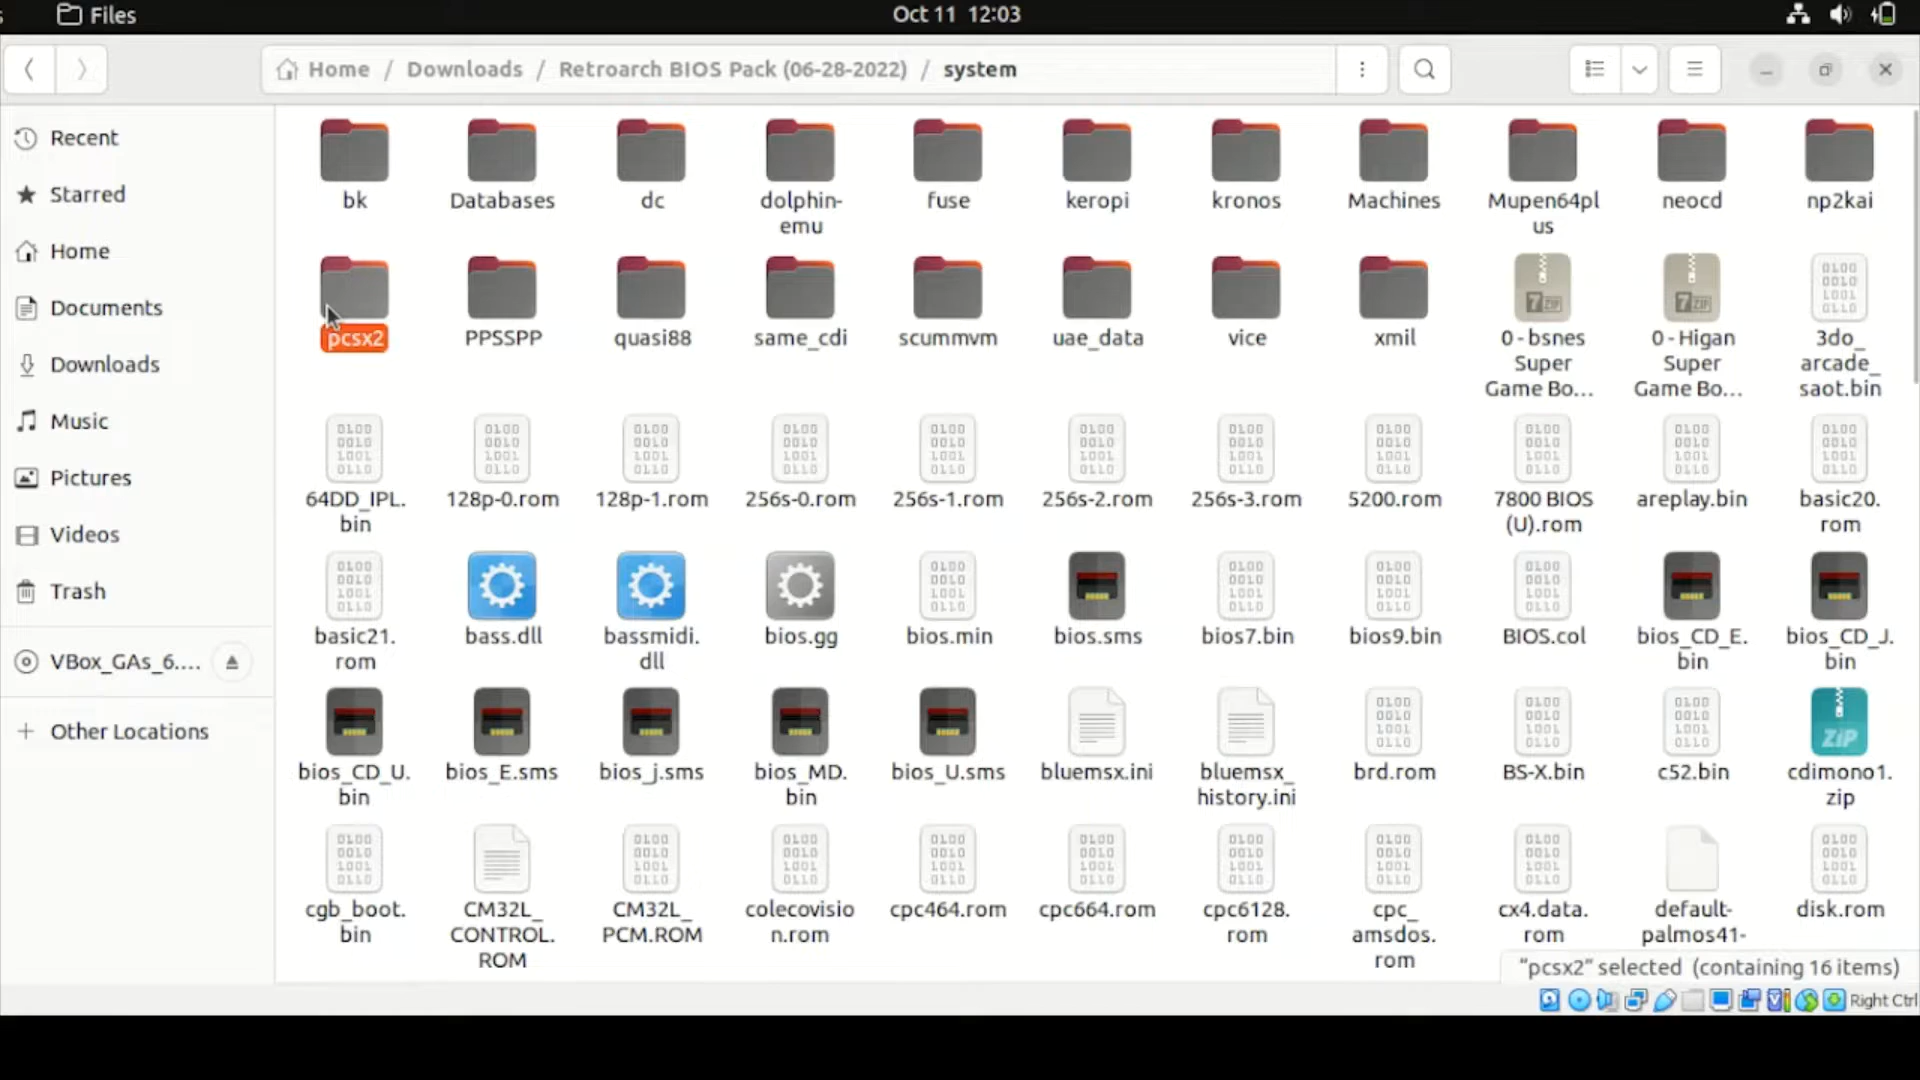 Files
Oct 11 12:03
Home / Downloads / Retroarch BIOS Pack (06-28-2022) / system
Recent
Starred
Home
Documents
Downloads
Music
Pictures
Videos
Trash
VBox_GAs_6....
Other Locations
bk
Databases
dc
dolphin-
emu
fuse
keropi
kronos
Machines
Mupen64pl
us
neocd
np2kai
pcsx2
PPSSPP
quasi88
same_cdi
scummvm
uae_data
vice
xmil
7ZIP
0 - bsnes
Super
Game Bo...
7ZIP
0 - Higan
Super
Game Bo...
3do_
arcade_
saot.bin
64DD_IPL.
bin
128p-0.rom
128p-1.rom
256s-0.rom
256s-1.rom
256s-2.rom
256s-3.rom
5200.rom
7800 BIOS
(U).rom
areplay.bin
basic20.
rom
basic21.
rom
bass.dll
bassmidi.
dll
bios.gg
bios.min
bios.sms
bios7.bin
bios9.bin
BIOS.col
bios_CD_E.
bin
bios_CD_J.
bin
bios_CD_U.
bin
bios_E.sms
bios_j.sms
bios_MD.
bin
bios_U.sms
bluemsx.ini
bluemsx_
history.ini
brd.rom
BS-X.bin
c52.bin
ZIP
cdimono1.
zip
cgb_boot.
bin
CM32L_
CONTROL.
ROM
CM32L_
PCM.ROM
colecovisio
n.rom
cpc464.rom
cpc664.rom
cpc6128.
rom
cpc_
amsdos.
rom
cx4.data.
rom
default-
palmos41-
disk.rom
"pcsx2" selected (containing 16 items)
Right Ctrl